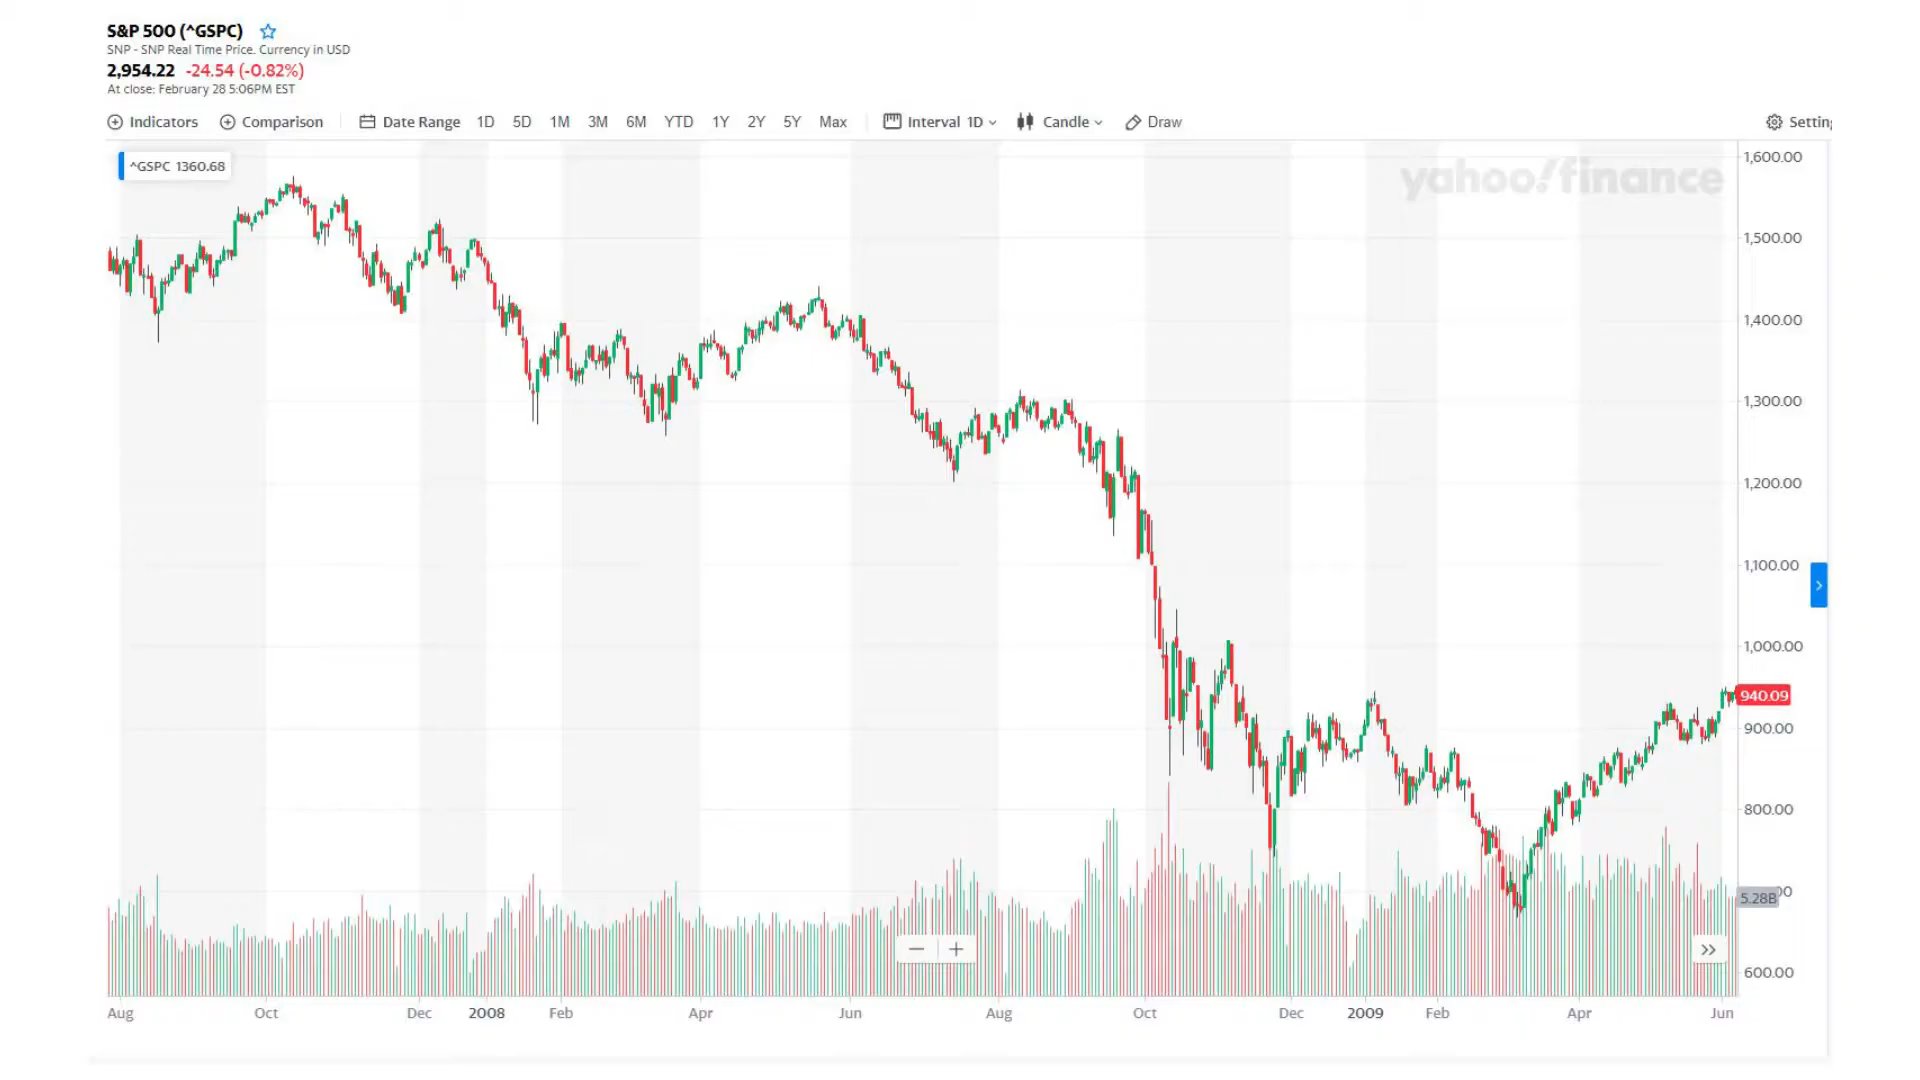 S&P 500 (^GSPC)
SNP - SNP Real Time Price. Currency in USD
2,954.22 -24.54 (-0.82%)
At close: February 28 5:06PM EST
Indicators Comparison Date Range 1D 5D 1M 3M 6M YTD 1Y 2Y 5Y Max Interval 1D Candle Draw Settin
^GSPC 1360.68
yahoo!finance
1,600.00
1,500.00
1,400.00
1,300.00
1,200.00
1,100.00
1,000.00
940.09
900.00
800.00
5.28B
600.00
Aug Oct Dec 2008 Feb Apr Jun Aug Oct Dec 2009 Feb Apr Jun